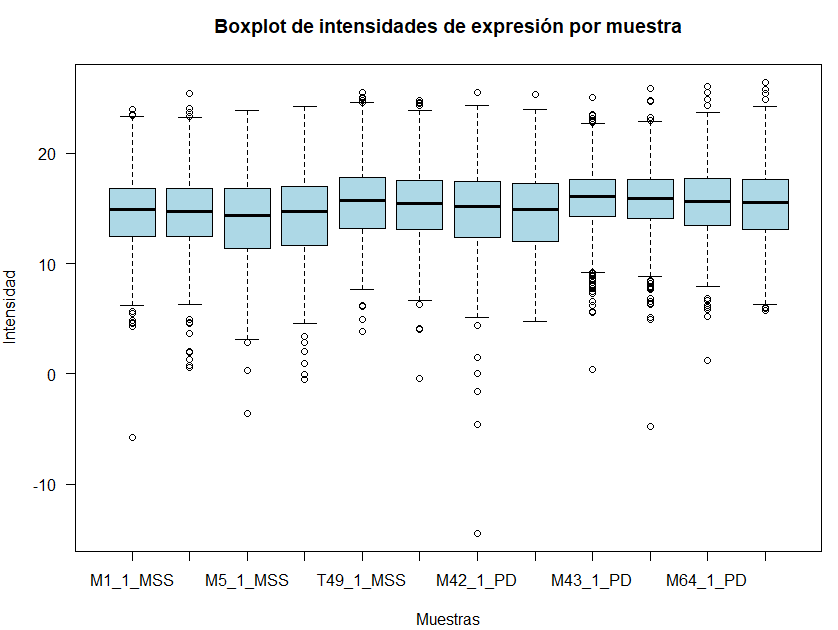 Boxplot de intensidades de expresión por muestra
Intensidad
20
10
0
-10
M1_1_MSS M5_1_MSS T49_1_MSS M42_1_PD M43_1_PD M64_1_PD
Muestras